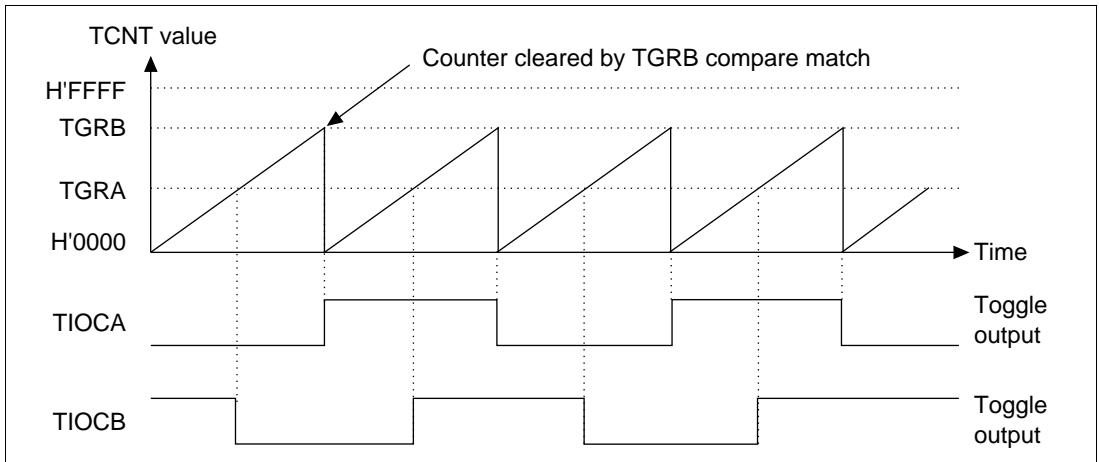 TCNT value
Counter cleared by TGRB compare match
H'FFFF
TGRB
TGRA
H'0000
Time
TIOCA
Toggle
output
TIOCB
Toggle
output